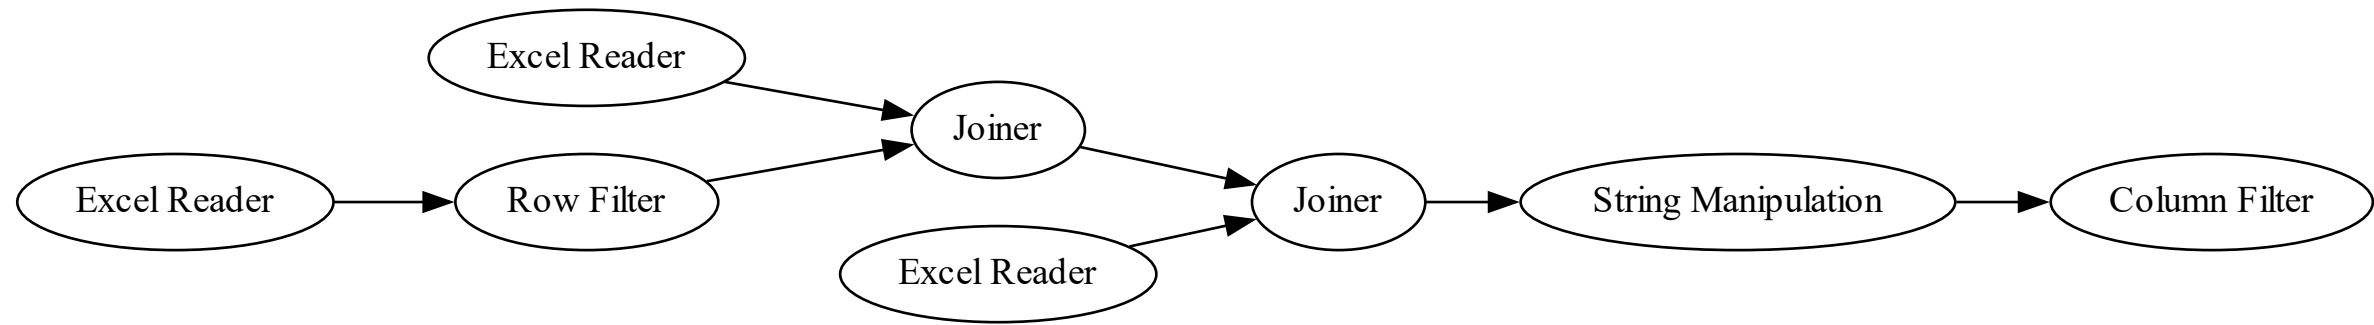 Excel Reader
Excel Reader
Row Filter
Joiner
Excel Reader
Joiner
String Manipulation
Column Filter